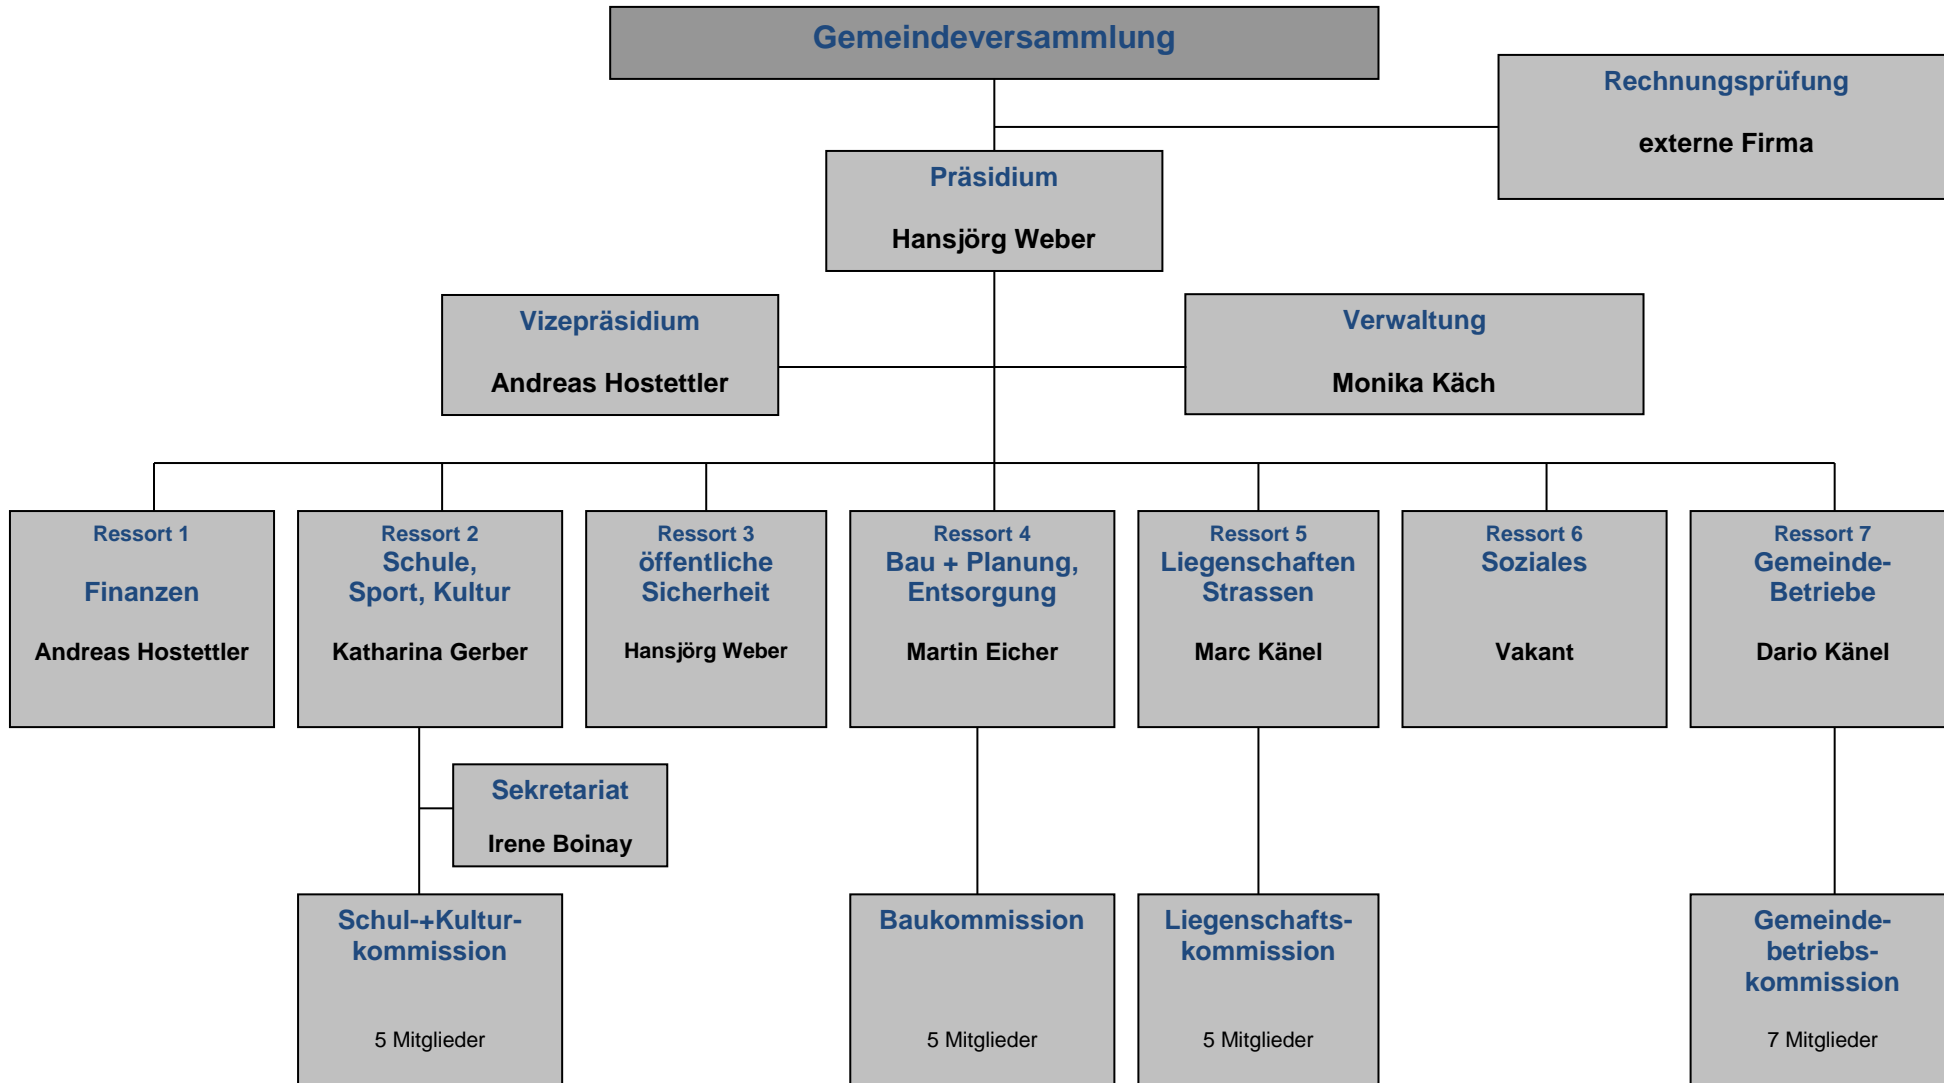 Gemeindeversammlung
Rechnungsprüfung
externe Firma
Präsidium
Hansjörg Weber
Vizepräsidium
Andreas Hostettler
Verwaltung
Monika Käch
Ressort 1
Finanzen
Andreas Hostettler
Ressort 2
Schule,
Sport, Kultur
Katharina Gerber
Ressort 3
öffentliche
Sicherheit
Hansjörg Weber
Ressort 4
Bau + Planung,
Entsorgung
Martin Eicher
Ressort 5
Liegenschaften
Strassen
Marc Känel
Ressort 6
Soziales
Vakant
Ressort 7
Gemeinde-
Betriebe
Dario Känel
Sekretariat
Irene Boinay
Schul-+Kultur-
kommission
5 Mitglieder
Baukommission
5 Mitglieder
Liegenschafts-
kommission
5 Mitglieder
Gemeinde-
betriebs-
kommission
7 Mitglieder